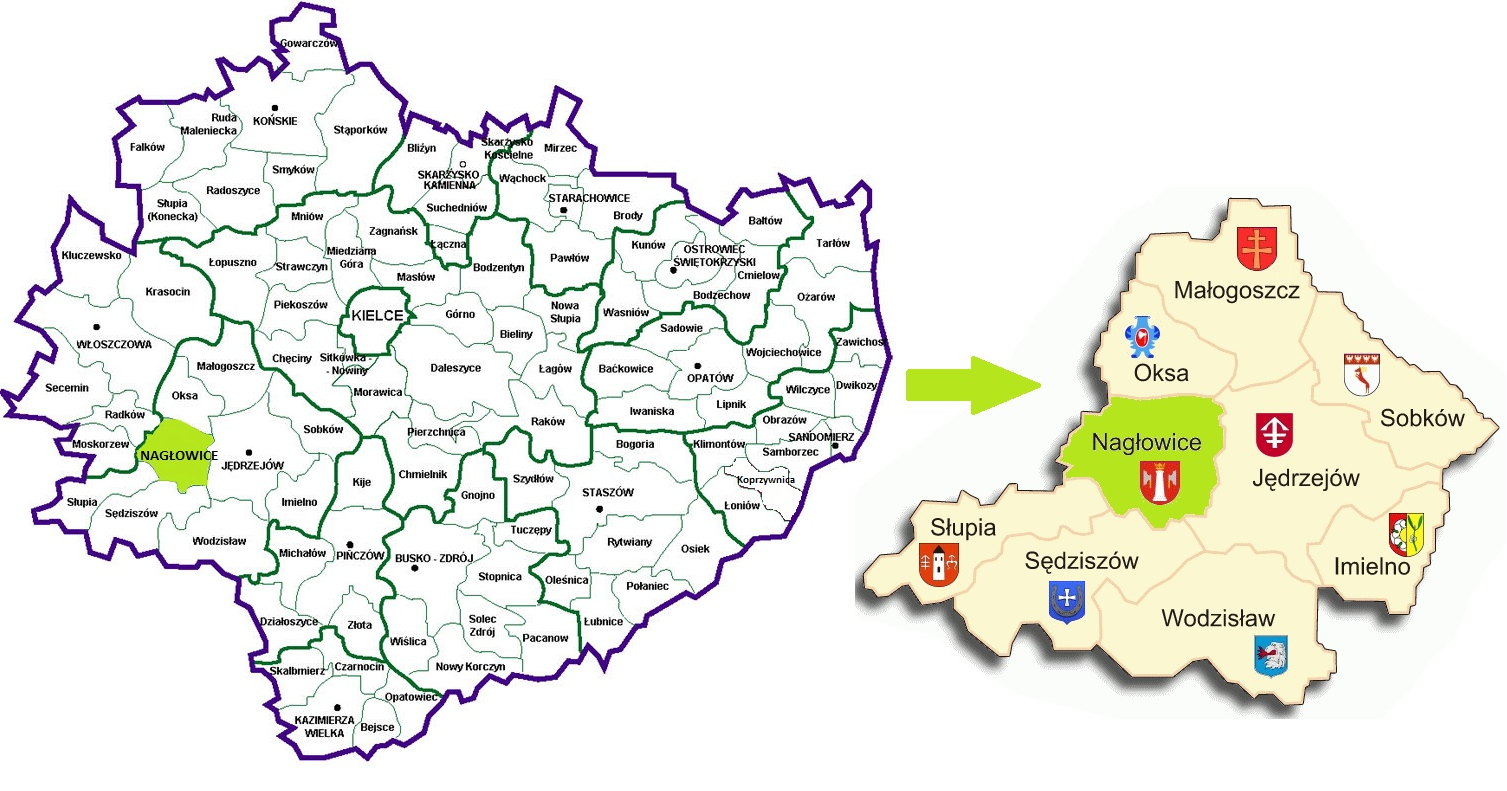 Gowarczów
KOŃSKIE
Ruda
Maleniecka
Stąporków
Falków
Smyków
Radoszyce
Słupia
(Konecka)
Bliżyn
Skarżysko
Kościelne
Mirzec
SKARŻYSKO
KAMIENNA
Wąchock
STARACHOWICE
Suchedniów
Brody
Mniów
Zagnańsk
Łączna
Kluczewsko
Łopuszno
Strawczyn
Miedziana
Góra
Masłów
Bodzentyn
Pawłów
Kunów
OSTROWIEC
ŚWIĘTOKRZYSKI
Cmielow
Bałtów
Tarłów
Krasocin
Piekoszów
KIELCE
Górno
Nowa
Słupia
Bodzechow
Ożarów
Waśniów
Bieliny
Sadowie
WŁOSZCZOWA
Małogoszcz
Chęciny
Sitkówka -
- Nowiny
Daleszyce
Łagów
Baćkowice
OPATÓW
Wojciechowice
Zawichost
Secemin
Oksa
Morawica
Wilczyce
Dwikozy
Radków
Iwaniska
Lipnik
Obrazów
Moskorzew
NAGŁOWICE
Sobków
Pierzchnica
Raków
Bogoria
Klimontów
SANDOMIERZ
Samborzec
JĘDRZEJÓW
Chmielnik
Koprzywnica
Słupia
Sędziszów
Imielno
Kije
Gnojno
Szydłów
STASZÓW
Łoniów
Wodzisław
Michałów
PIŃCZÓW
BUSKO - ZDRÓJ
Tuczępy
Rytwiany
Osiek
Stopnica
Oleśnica
Połaniec
Działoszyce
Złota
Wiślica
Solec
Zdrój
Pacanow
Łubnice
Skalbmierz
Czarnocin
Nowy Korczyn
Opatowiec
KAZIMIERZA
WIELKA
Bejsce
Małogoszcz
Oksa
Sobków
Nagłowice
Jędrzejów
Słupia
Sędziszów
Imielno
Wodzisław